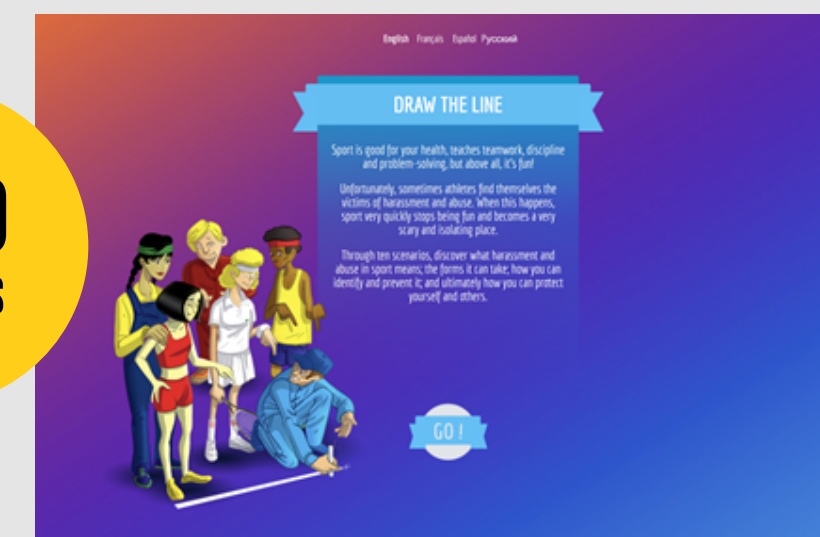 English Français Español Русский
DRAW THE LINE
Sport is good for your health, teaches teamwork, discipline
and problem-solving, but above all, it's fun!
Unfortunately, sometimes athletes find themselves the
victims of harassment and abuse. When this happens,
sport very quickly stops being fun and becomes a very
scary and isolating place.
Through ten scenarios, discover what harassment and
abuse in sport means; the forms it can take; how you can
identify and prevent it; and ultimately how you can protect
yourself and others.
GO !